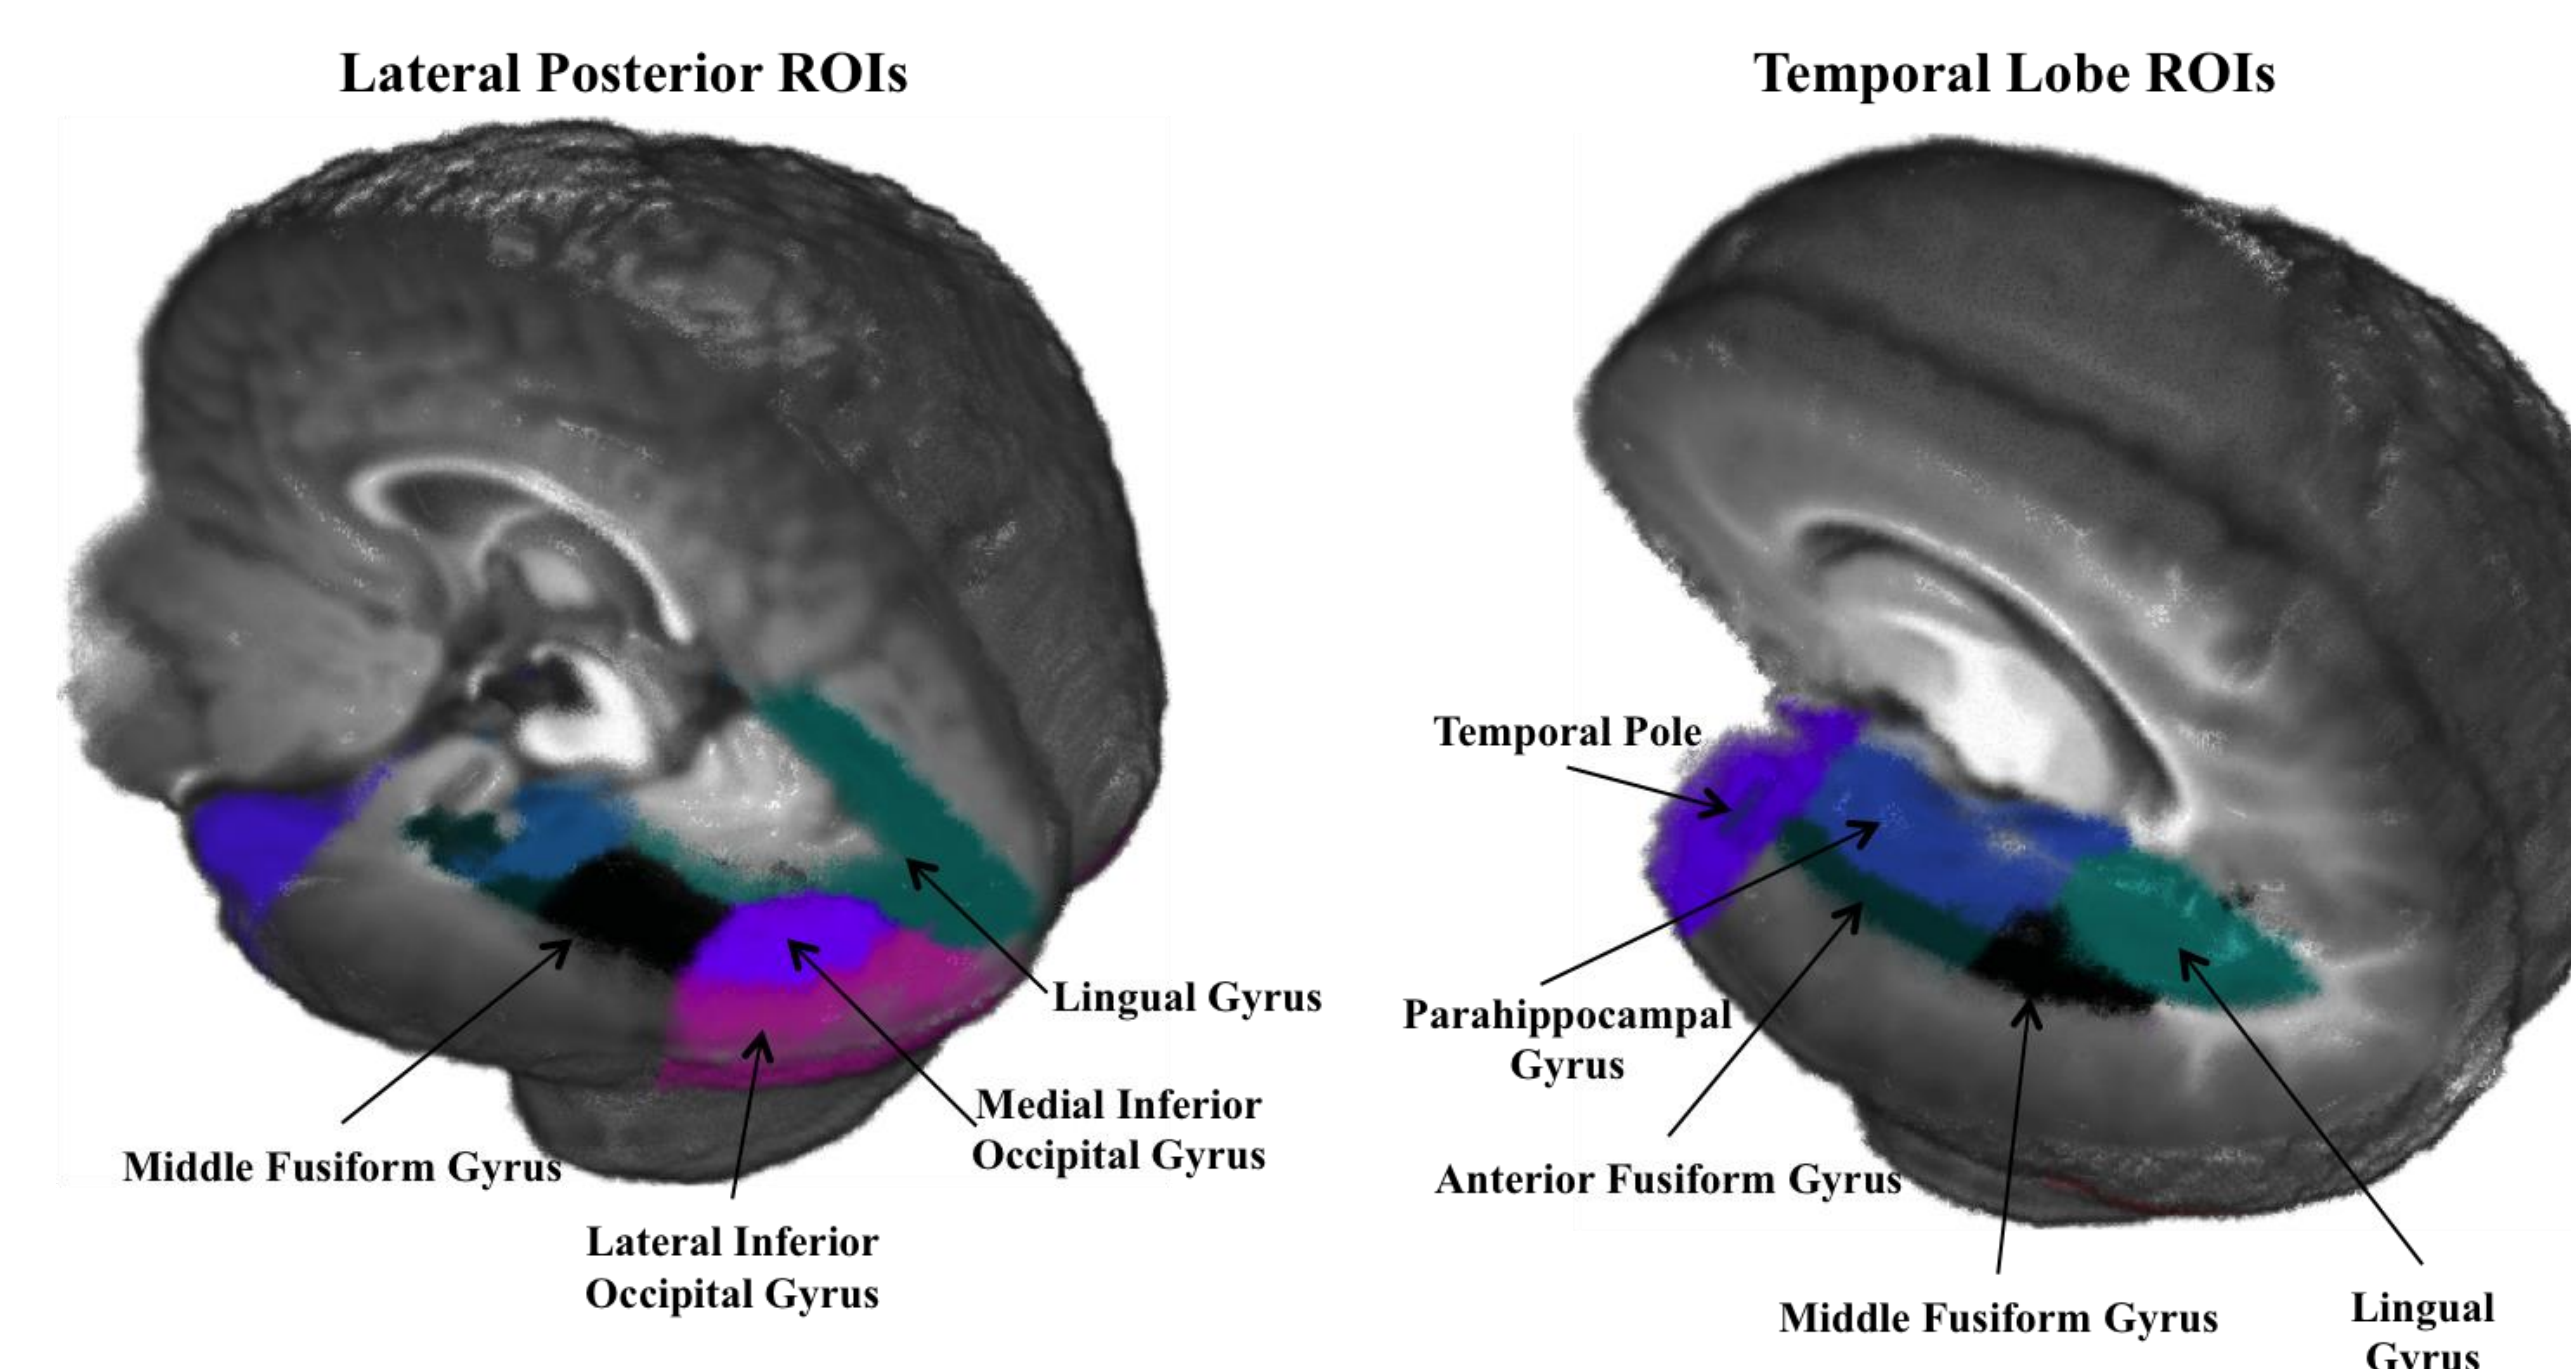 Lateral Posterior ROIs
Temporal Lobe ROIs
Temporal Pole
Lingual Gyrus
Parahippocampal
Gyrus
Medial Inferior
Occipital Gyrus
Middle Fusiform Gyrus
Anterior Fusiform Gyrus
Lateral Inferior
Occipital Gyrus
Middle Fusiform Gyrus
Lingual
Gyrus